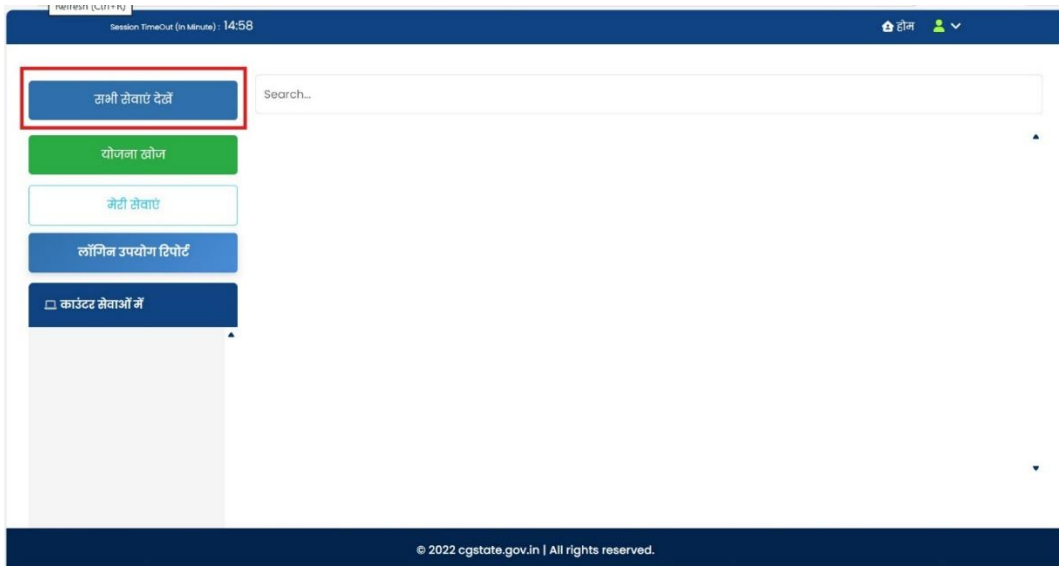 Refresh (Ctrl+R)
Session TimeOut (In Minute) : 14:58
होम
सभी सेवाएं देखें
Search...
योजना खोज
मेरी सेवाएं
लॉगिन उपयोग रिपोर्ट
काउंटर सेवाओं में
© 2022 cgstate.gov.in | All rights reserved.